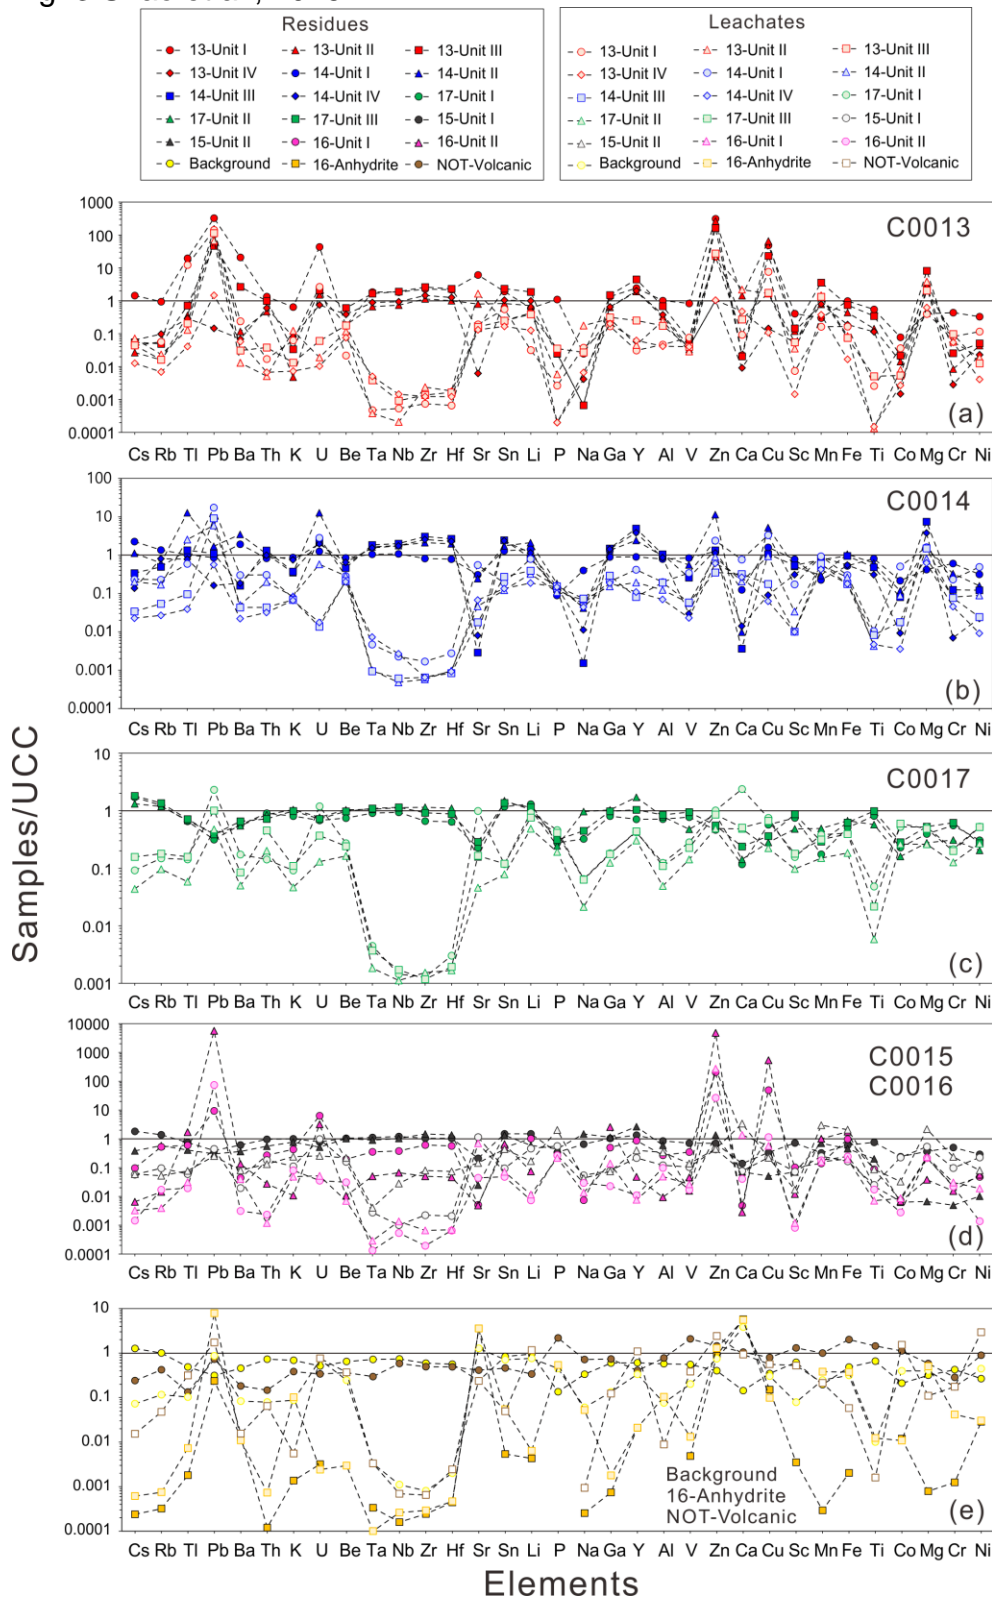 Residues
13-Unit I 13-Unit II 13-Unit III
13-Unit IV 14-Unit I 14-Unit II
14-Unit III 14-Unit IV 17-Unit I
17-Unit II 17-Unit III 15-Unit I
15-Unit II 16-Unit I 16-Unit II
Background 16-Anhydrite NOT-Volcanic
Leachates
13-Unit I 13-Unit II 13-Unit III
13-Unit IV 14-Unit I 14-Unit II
14-Unit III 14-Unit IV 17-Unit I
17-Unit II 17-Unit III 15-Unit I
15-Unit II 16-Unit I 16-Unit II
Background 16-Anhydrite NOT-Volcanic
Samples/UCC
1000
100
10
1
0.1
0.01
0.001
0.0001
C0013
(a)
Cs Rb Tl Pb Ba Th K U Be Ta Nb Zr Hf Sr Sn Li P Na Ga Y Al V Zn Ca Cu Sc Mn Fe Ti Co Mg Cr Ni
100
10
1
0.1
0.01
0.001
0.0001
C0014
(b)
Cs Rb Tl Pb Ba Th K U Be Ta Nb Zr Hf Sr Sn Li P Na Ga Y Al V Zn Ca Cu Sc Mn Fe Ti Co Mg Cr Ni
10
1
0.1
0.01
0.001
C0017
(c)
Cs Rb Tl Pb Ba Th K U Be Ta Nb Zr Hf Sr Sn Li P Na Ga Y Al V Zn Ca Cu Sc Mn Fe Ti Co Mg Cr Ni
10000
1000
100
10
1
0.1
0.01
0.001
0.0001
C0015
C0016
(d)
Cs Rb Tl Pb Ba Th K U Be Ta Nb Zr Hf Sr Sn Li P Na Ga Y Al V Zn Ca Cu Sc Mn Fe Ti Co Mg Cr Ni
10
1
0.1
0.01
0.001
0.0001
Background
16-Anhydrite
NOT-Volcanic
(e)
Cs Rb Tl Pb Ba Th K U Be Ta Nb Zr Hf Sr Sn Li P Na Ga Y Al V Zn Ca Cu Sc Mn Fe Ti Co Mg Cr Ni
Elements